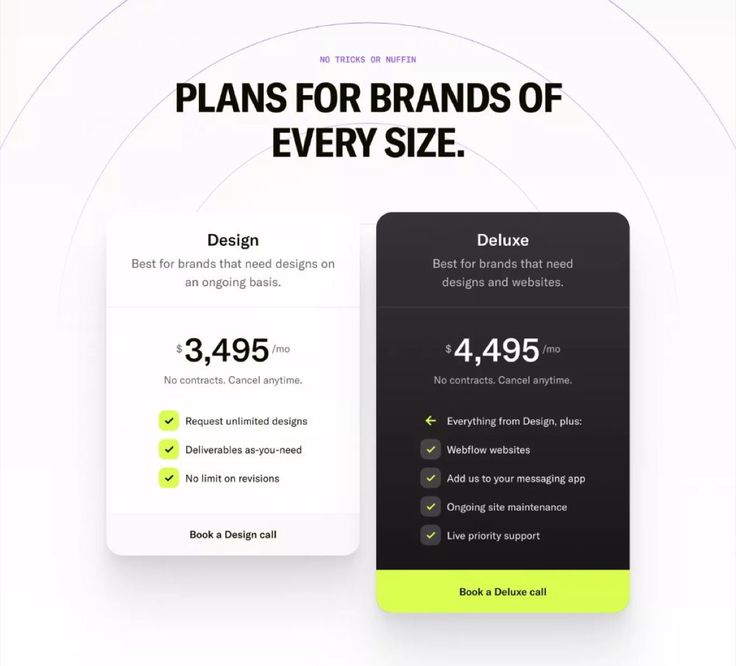 NO TRICKS OR NUFFIN
PLANS FOR BRANDS OF
EVERY SIZE.
Design
Best for brands that need designs on
an ongoing basis.
$3,495/mo
No contracts. Cancel anytime.
Request unlimited designs
Deliverables as-you-need
No limit on revisions
Book a Design call
Deluxe
Best for brands that need
designs and websites.
$4,495/mo
No contracts. Cancel anytime.
Everything from Design, plus:
Webflow websites
Add us to your messaging app
Ongoing site maintenance
Live priority support
Book a Deluxe call